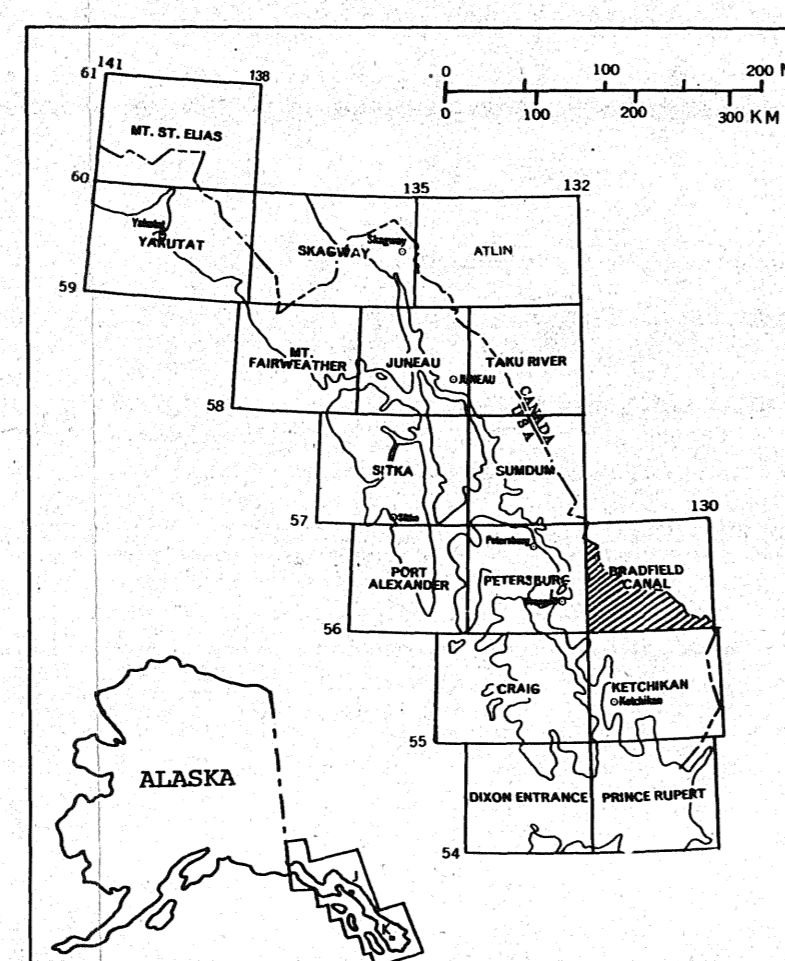 141
61
138
0 100 200
0 100 200 300 KM
MT. ST. ELIAS
60
135
132
Yakutat
YAKUTAT
Skagway
SKAGWAY
ATLIN
59
MT.
FAIRWEATHER
JUNEAU
JUNEAU
TAKU RIVER
58
CANADA
USA
SITKA
SUMDUM
Sitka
57
130
Petersburg
PORT
ALEXANDER
PETERSBURG
BRADFIELD
CANAL
56
CRAIG
KETCHIKAN
Ketchikan
55
ALASKA
DIXON ENTRANCE
PRINCE RUPERT
54
J
K